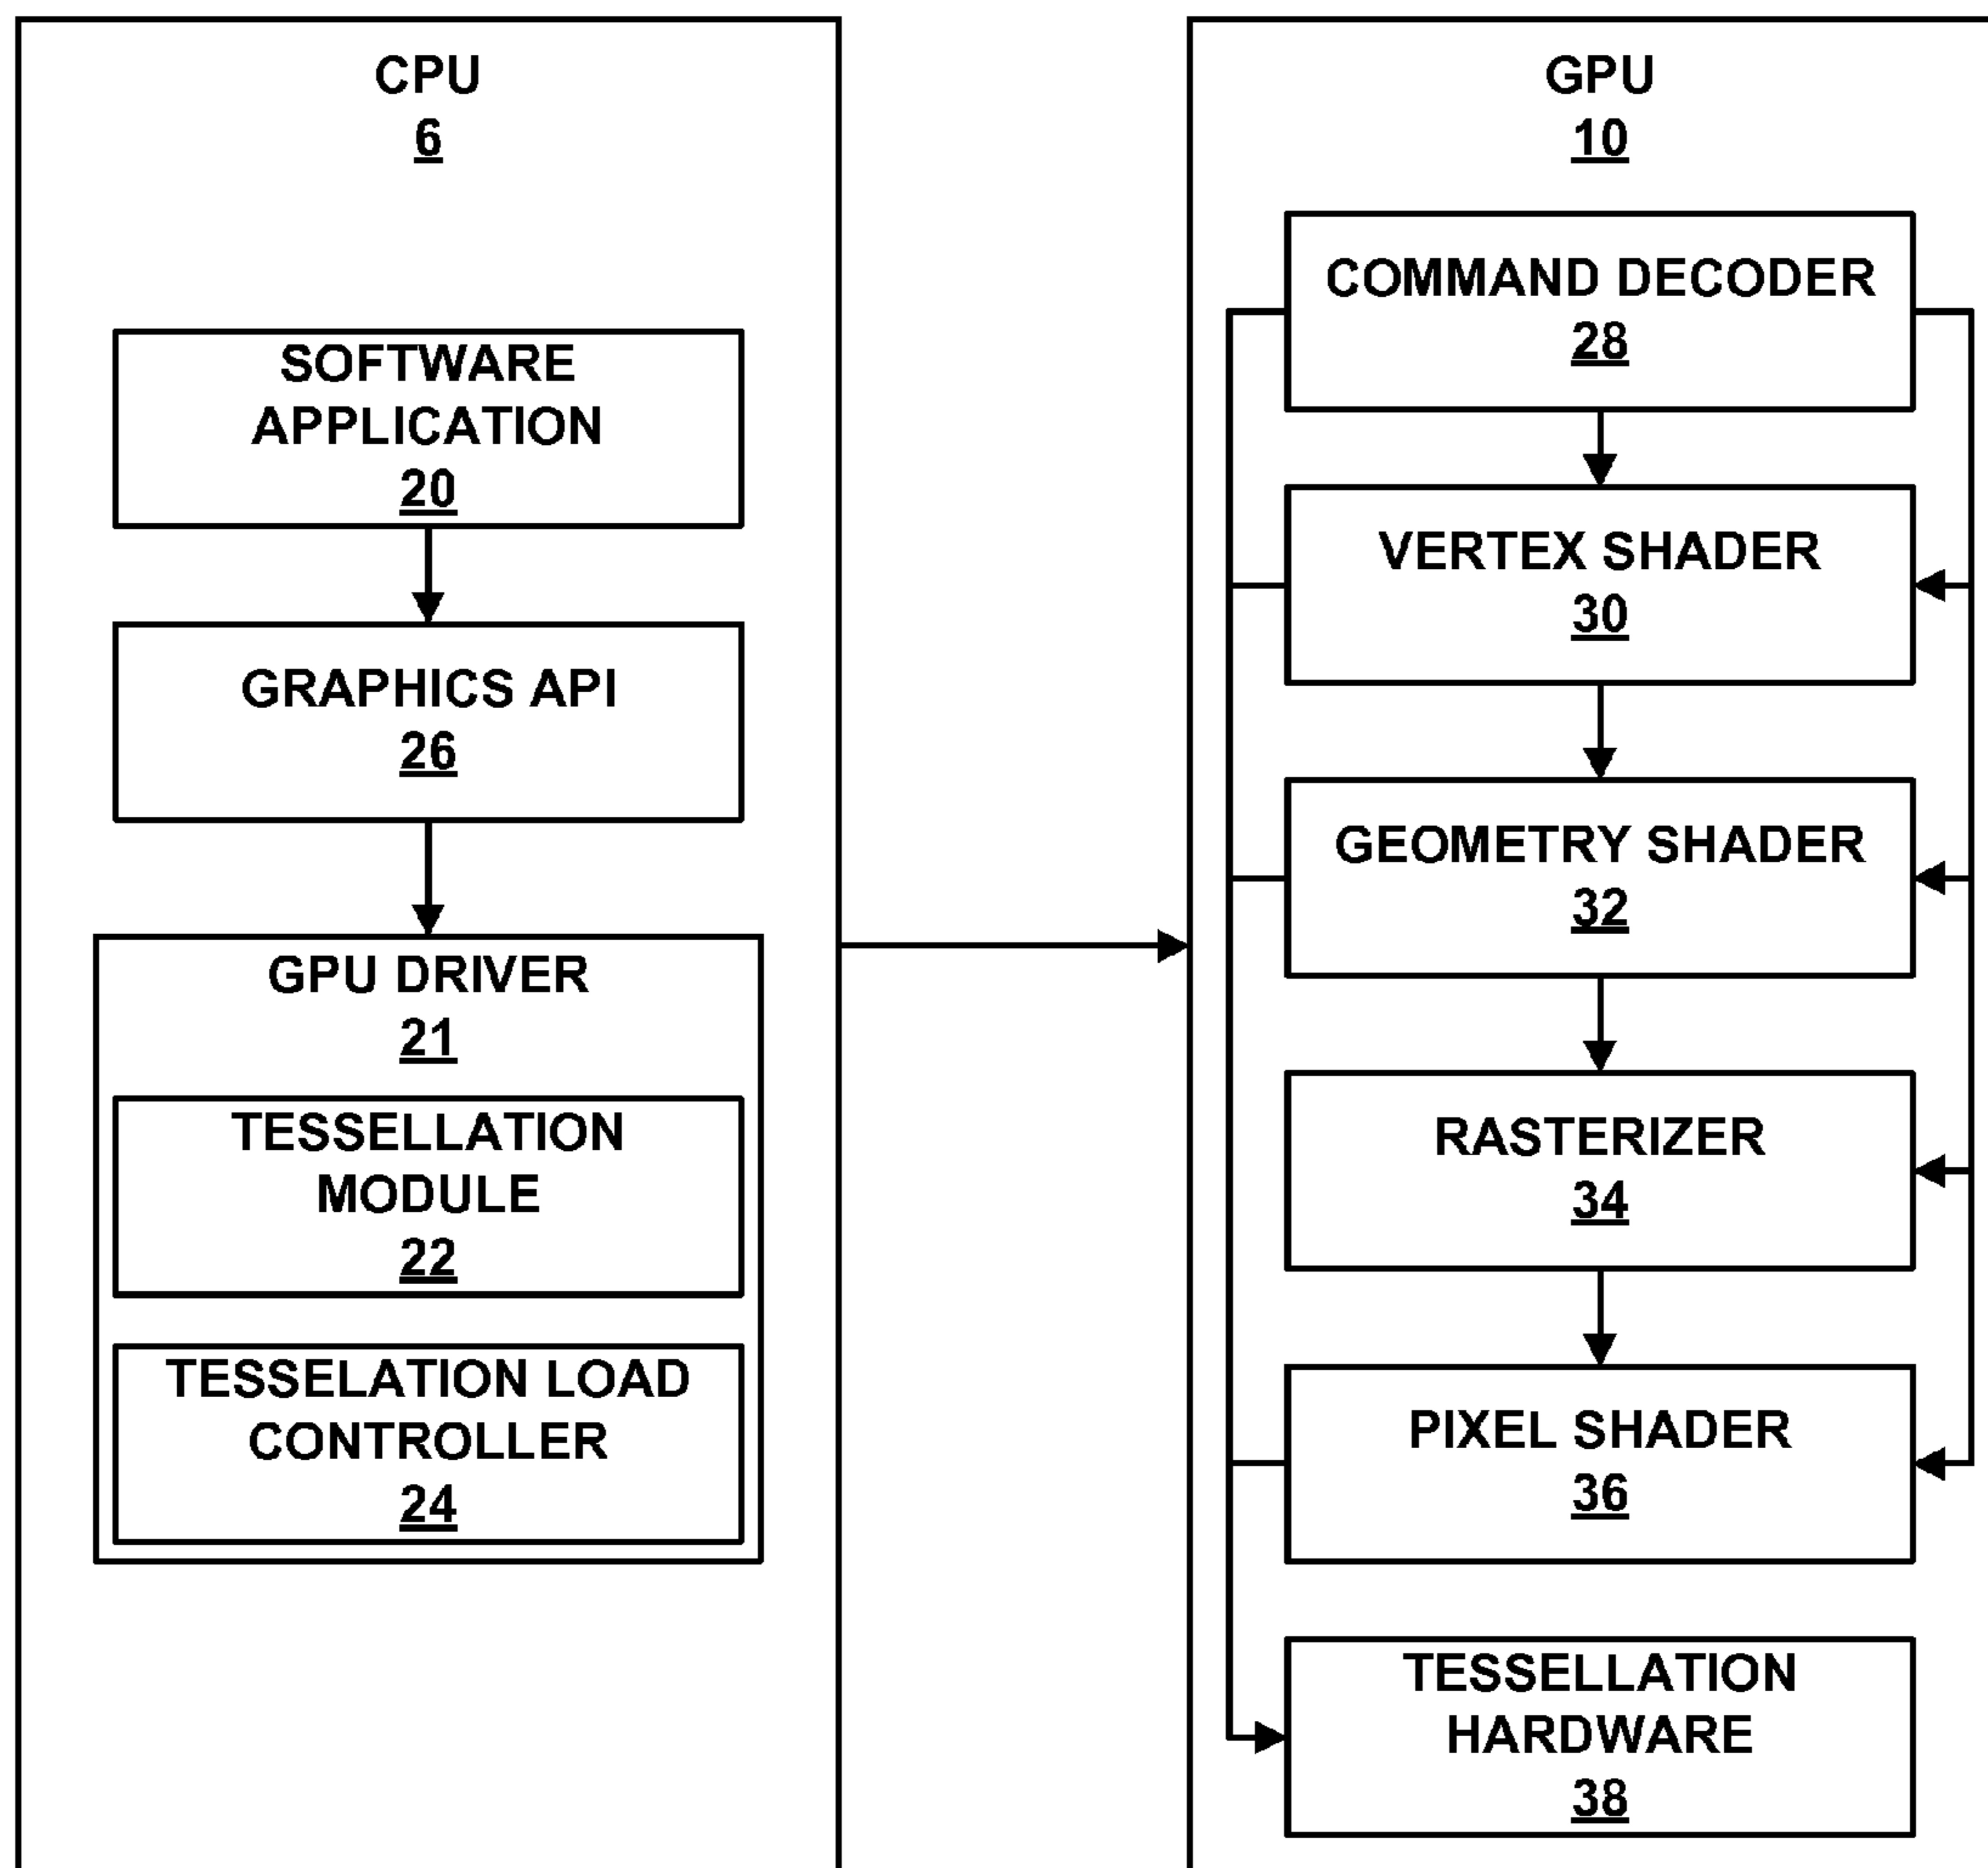 CPU
6
SOFTWARE
APPLICATION
20
GRAPHICS API
26
GPU DRIVER
21
TESSELLATION
MODULE
22
TESSELATION LOAD
CONTROLLER
24
GPU
10
COMMAND DECODER
28
VERTEX SHADER
30
GEOMETRY SHADER
32
RASTERIZER
34
PIXEL SHADER
36
TESSELLATION
HARDWARE
38